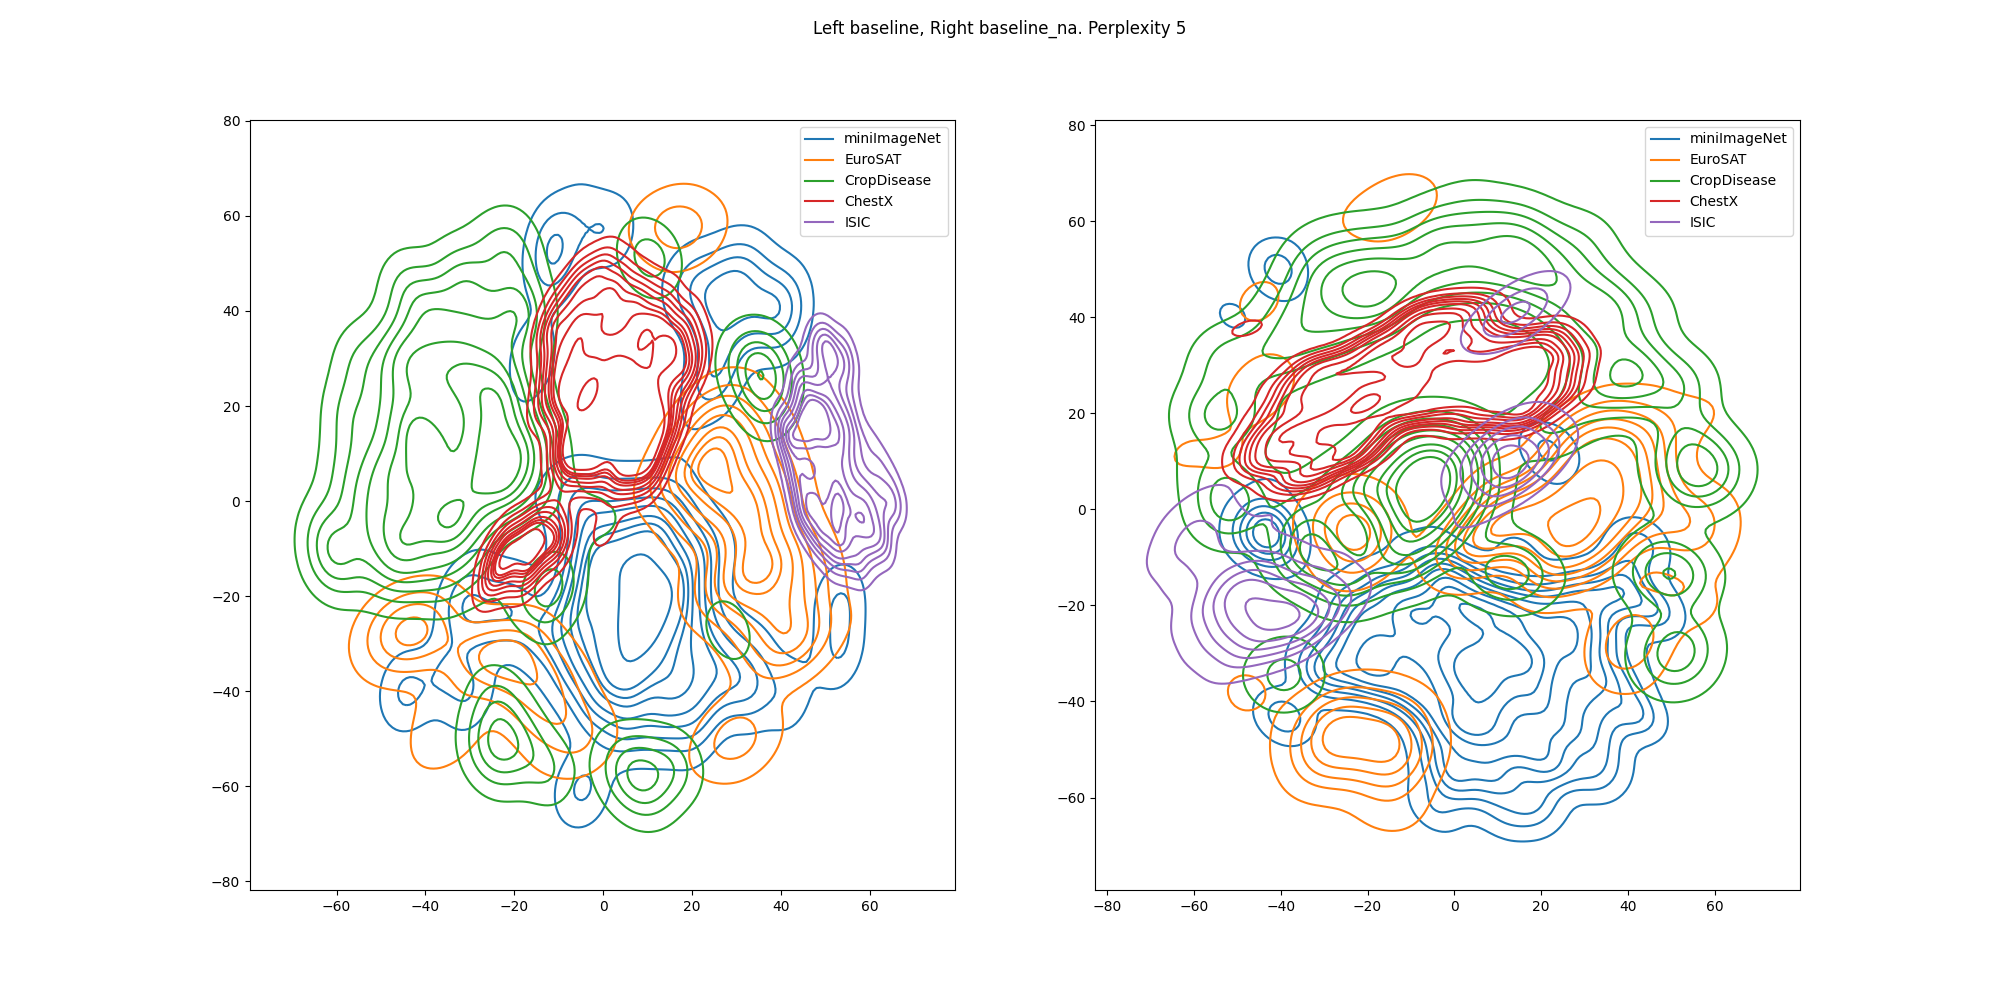 Left baseline, Right baseline_na. Perplexity 5
80
60
40
20
0
−20
−40
−60
−80
−60
−40
−20
0
20
40
60
miniImageNet
EuroSAT
CropDisease
ChestX
ISIC
80
60
40
20
0
−20
−40
−60
−80
−60
−40
−20
0
20
40
60
miniImageNet
EuroSAT
CropDisease
ChestX
ISIC